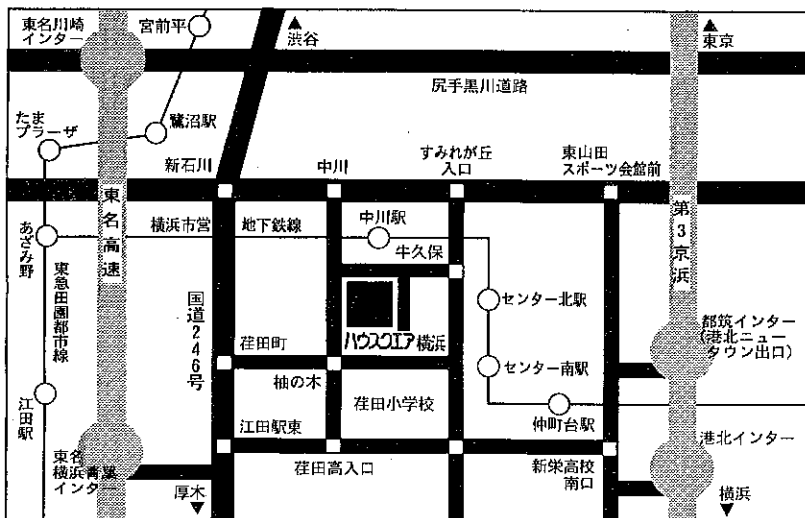 東名川崎
インター
宮前平
▲
渋谷
▲
東京
尻手黒川道路
たま
プラーザ
鷺沼駅
新石川
中川
すみれが丘
入口
東山田
スポーツ会館前
東名高速
第3京浜
あざみ野
横浜市営
地下鉄線
中川駅
牛久保
東急田園都市線
国道246号
センター北駅
ハウスクエア横浜
荏田町
都筑インター
(港北ニュー
タウン出口)
センター南駅
柚の木
江田駅
荏田小学校
仲町台駅
江田駅東
港北インター
東名
横浜青葉
インター
荏田高入口
新栄高校
南口
厚木
▼
横浜
▼